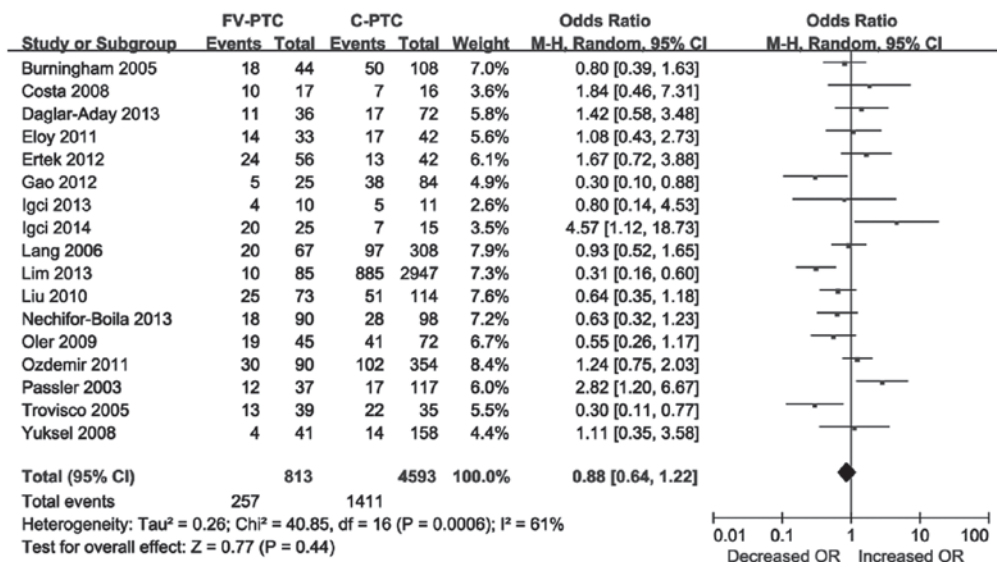 FV-PTC C-PTC Odds Ratio Odds Ratio
Study or Subgroup Events Total Events Total Weight M-H, Random, 95% CI M-H, Random, 95% CI
Burningham 2005 18 44 50 108 7.0% 0.80 [0.39, 1.63]
Costa 2008 10 17 7 16 3.6% 1.84 [0.46, 7.31]
Daglar-Aday 2013 11 36 17 72 5.8% 1.42 [0.58, 3.48]
Eloy 2011 14 33 17 42 5.6% 1.08 [0.43, 2.73]
Ertek 2012 24 56 13 42 6.1% 1.67 [0.72, 3.88]
Gao 2012 5 25 38 84 4.9% 0.30 [0.10, 0.88]
Igci 2013 4 10 5 11 2.6% 0.80 [0.14, 4.53]
Igci 2014 20 25 7 15 3.5% 4.57 [1.12, 18.73]
Lang 2006 20 67 97 308 7.9% 0.93 [0.52, 1.65]
Lim 2013 10 85 885 2947 7.3% 0.31 [0.16, 0.60]
Liu 2010 25 73 51 114 7.6% 0.64 [0.35, 1.18]
Nechifor-Boila 2013 18 90 28 98 7.2% 0.63 [0.32, 1.23]
Oler 2009 19 45 41 72 6.7% 0.55 [0.26, 1.17]
Ozdemir 2011 30 90 102 354 8.4% 1.24 [0.75, 2.03]
Passler 2003 12 37 17 117 6.0% 2.82 [1.20, 6.67]
Trovisco 2005 13 39 22 35 5.5% 0.30 [0.11, 0.77]
Yuksel 2008 4 41 14 158 4.4% 1.11 [0.35, 3.58]
Total (95% CI) 813 4593 100.0% 0.88 [0.64, 1.22]
Total events 257 1411
Heterogeneity: Tau² = 0.26; Chi² = 40.85, df = 16 (P = 0.0006); I² = 61%
Test for overall effect: Z = 0.77 (P = 0.44)
0.01 0.1 1 10 100
Decreased OR Increased OR